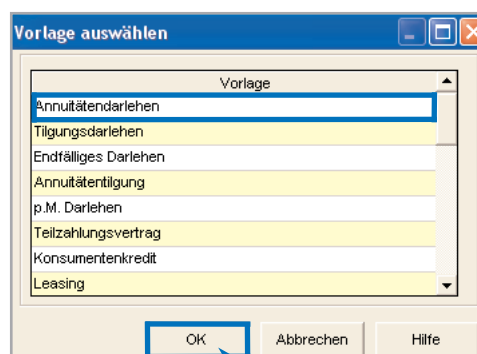 Vorlage auswählen
Vorlage
Annuitätendarlehen
Tilgungsdarlehen
Endfälliges Darlehen
Annuitätentilgung
p.M. Darlehen
Teilzahlungsvertrag
Konsumentenkredit
Leasing
OK Abbrechen Hilfe